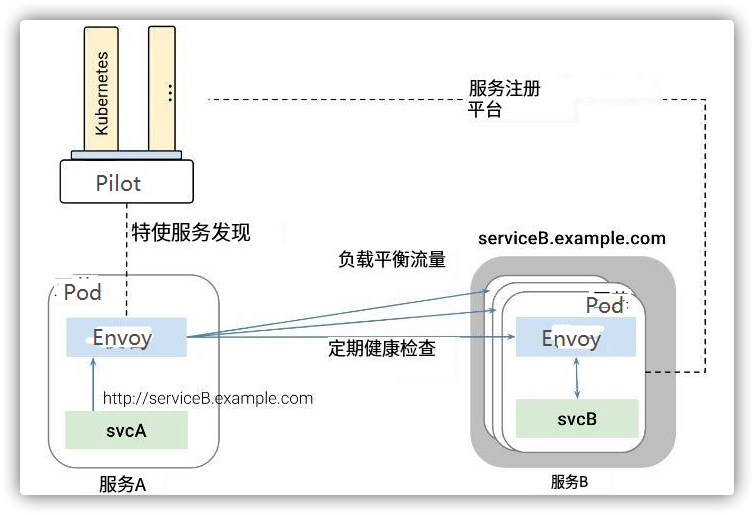 Kubernetes
...
服务注册
平台
Pilot
特使服务发现
serviceB.example.com
负载平衡流量
Pod
Pod
Envoy
Envoy
定期健康检查
http://serviceB.example.com
svcA
svcB
服务A
服务B